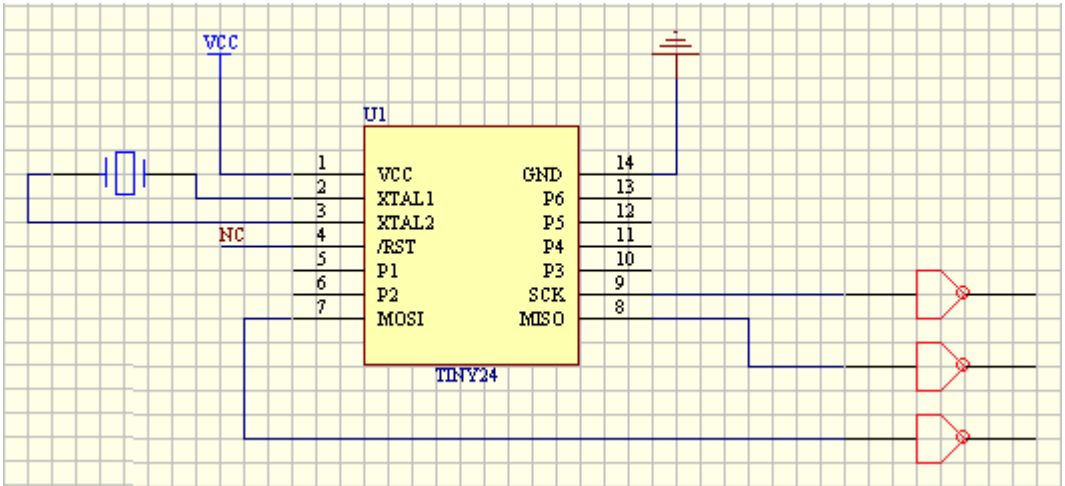 VCC
U1
1 VCC GND 14
2 XTAL1 P6 13
3 XTAL2 P5 12
NC 4 /RST P4 11
5 P1 P3 10
6 P2 SCK 9
7 MOSI MISO 8
TINY24